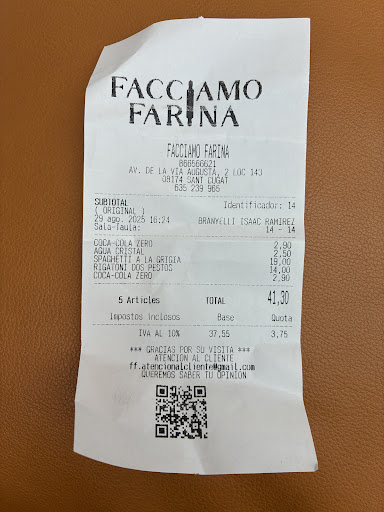 FACCIAMO
FARINA
FACCIAMO FARINA
B66566621
AV. DE LA VIA AUGUSTA, 2 LOC 143
08174 SANT CUGAT
635 239 965
SUBTOTAL Identificador: 14
( ORIGINAL )
29 ago. 2025 16:24 BRANYELLI ISAAC RAMIREZ
Sala-Taula: 14 - 14
COCA-COLA ZERO 2,90
AGUA CRISTAL 2,50
SPAGHETTI A LA GRIGIA 19,00
RIGATONI DOS PESTOS 14,00
COCA-COLA ZERO 2,90
5 Articles TOTAL 41,30
Impostos inclosos Base Quota
IVA AL 10% 37,55 3,75
*** GRACIAS POR SU VISITA ***
ATENCION AL CLIENTE
ff.atencionalcliente@gmail.com
QUEREMOS SABER TU OPINION